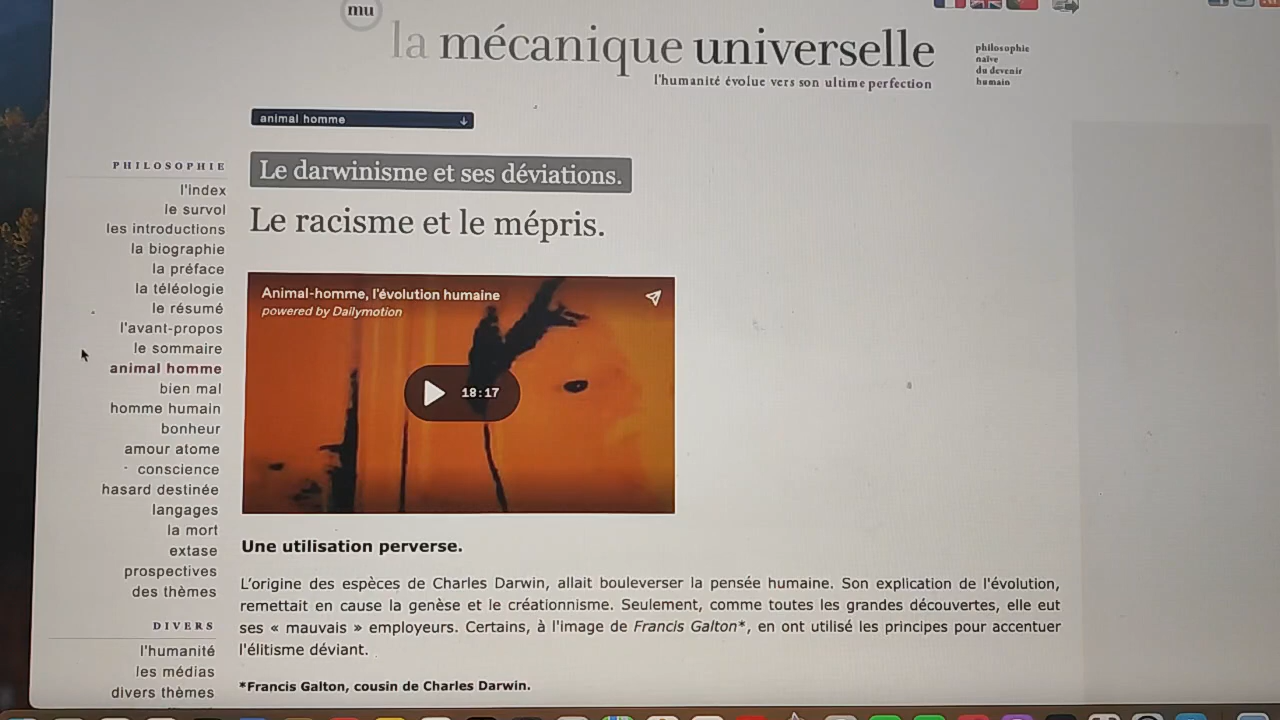 mu
la mécanique universelle
l'humanité évolue vers son ultime perfection
philosophie
naïve
du devenir
humain
animal homme ↓
PHILOSOPHIE
l'index
le survol
les introductions
la biographie
la préface
la téléologie
le résumé
l'avant-propos
le sommaire
animal homme
bien mal
homme humain
bonheur
amour atome
conscience
hasard destinée
langages
la mort
extase
prospectives
des thèmes
DIVERS
l'humanité
les médias
divers thèmes
Le darwinisme et ses déviations.
Le racisme et le mépris.
Animal-homme, l'évolution humaine
powered by Dailymotion
18:17
Une utilisation perverse.
L'origine des espèces de Charles Darwin, allait bouleverser la pensée humaine. Son explication de l'évolution,
remettait en cause la genèse et le créationnisme. Seulement, comme toutes les grandes découvertes, elle eut
ses « mauvais » employeurs. Certains, à l'image de Francis Galton*, en ont utilisé les principes pour accentuer
l'élitisme déviant.
*Francis Galton, cousin de Charles Darwin.